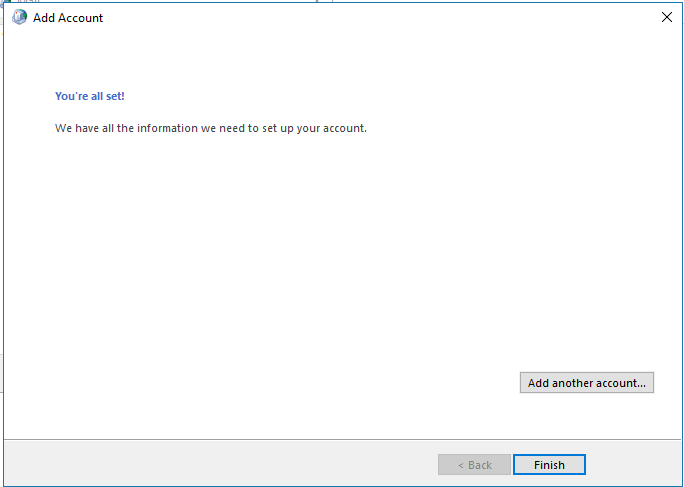 Add Account
You're all set!
We have all the information we need to set up your account.
Add another account...
< Back
Finish